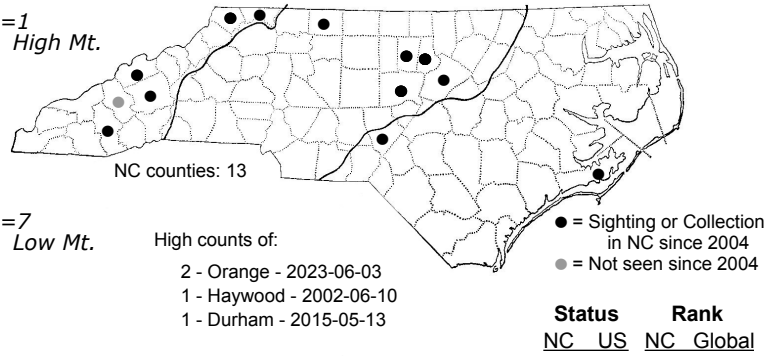 =1
High Mt.
NC counties: 13
=7
Low Mt.
High counts of:
2 - Orange - 2023-06-03
1 - Haywood - 2002-06-10
1 - Durham - 2015-05-13
● = Sighting or Collection
in NC since 2004
● = Not seen since 2004
Status Rank
NC US NC Global